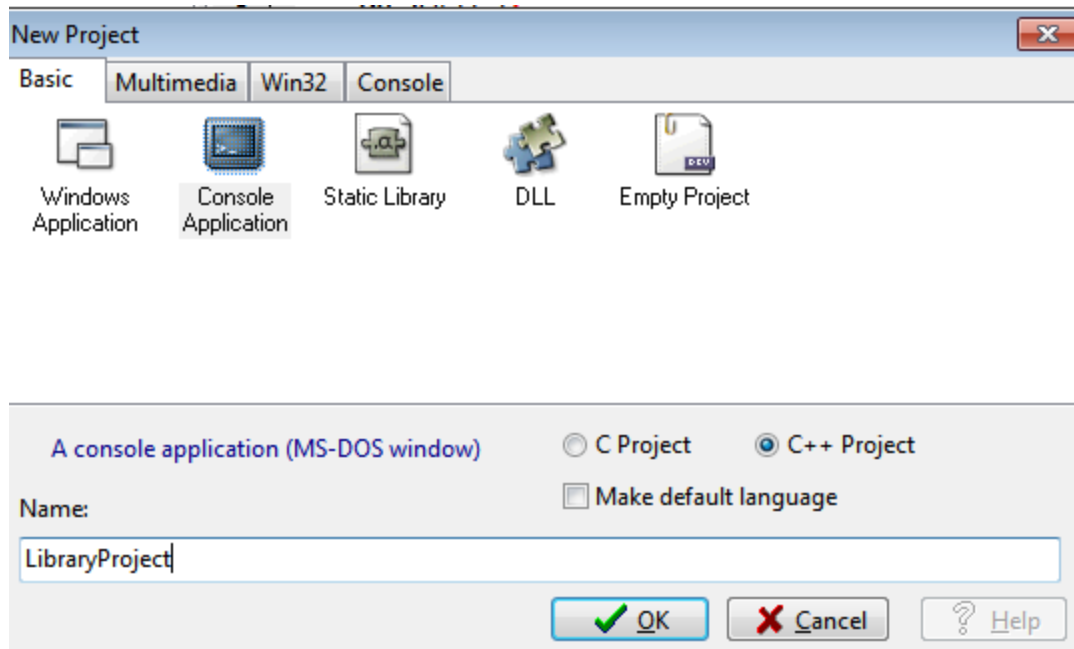 New Project
Basic
Multimedia
Win32
Console
Windows
Application
Console
Application
Static Library
DLL
Empty Project
A console application (MS-DOS window)
C Project
C++ Project
Make default language
Name:
LibraryProject
OK
Cancel
Help